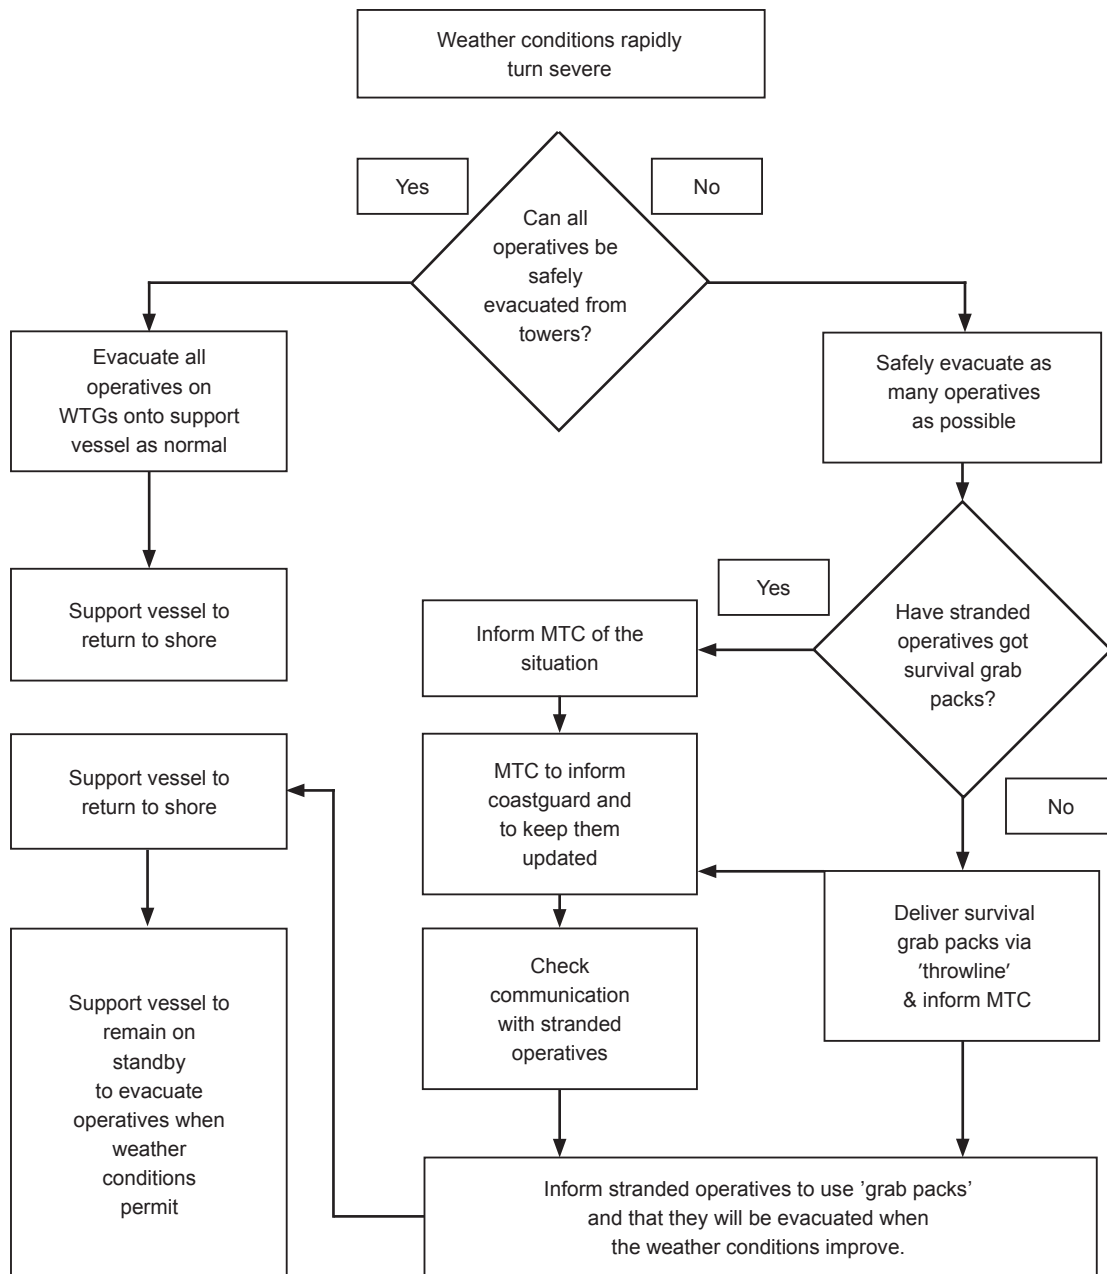 Weather conditions rapidly
turn severe
Yes
No
Can all
operatives be
safely
evacuated from
towers?
Evacuate all
operatives on
WTGs onto support
vessel as normal
Safely evacuate as
many operatives
as possible
Support vessel to
return to shore
Yes
Inform MTC of the
situation
Have stranded
operatives got
survival grab
packs?
Support vessel to
return to shore
MTC to inform
coastguard and
to keep them
updated
No
Deliver survival
grab packs via
'throwline'
& inform MTC
Check
communication
with stranded
operatives
Support vessel to
remain on
standby
to evacuate
operatives when
weather
conditions
permit
Inform stranded operatives to use 'grab packs'
and that they will be evacuated when
the weather conditions improve.